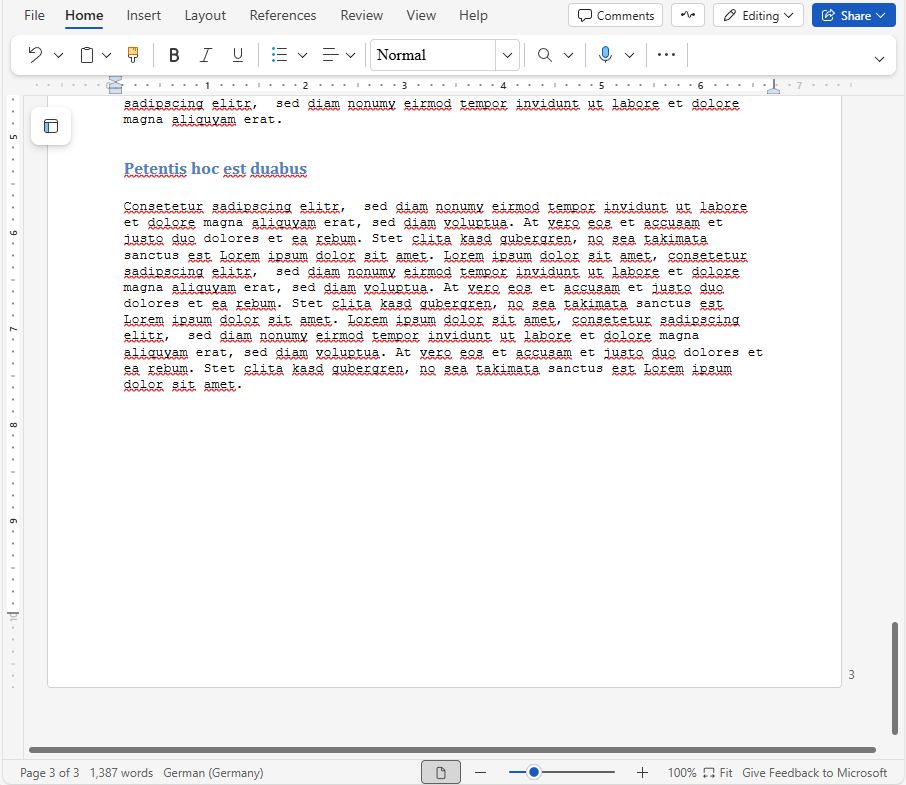 File Home Insert Layout References Review View Help Comments Editing Share
B I U Normal
1 2 3 4 5 6 7
sadipscing elitr,  sed diam nonumy eirmod tempor invidunt ut labore et dolore
magna aliquyam erat.
5
Petentis hoc est duabus
Consetetur sadipscing elitr,  sed diam nonumy eirmod tempor invidunt ut labore
et dolore magna aliquyam erat, sed diam voluptua. At vero eos et accusam et
6
justo duo dolores et ea rebum. Stet clita kasd gubergren, no sea takimata
sanctus est Lorem ipsum dolor sit amet. Lorem ipsum dolor sit amet, consetetur
sadipscing elitr,  sed diam nonumy eirmod tempor invidunt ut labore et dolore
magna aliquyam erat, sed diam voluptua. At vero eos et accusam et justo duo
dolores et ea rebum. Stet clita kasd gubergren, no sea takimata sanctus est
Lorem ipsum dolor sit amet. Lorem ipsum dolor sit amet, consetetur sadipscing
7
elitr,  sed diam nonumy eirmod tempor invidunt ut labore et dolore magna
aliquyam erat, sed diam voluptua. At vero eos et accusam et justo duo dolores et
ea rebum. Stet clita kasd gubergren, no sea takimata sanctus est Lorem ipsum
dolor sit amet.
8
9
10
3
Page 3 of 3 1,387 words German (Germany) 100% Fit Give Feedback to Microsoft